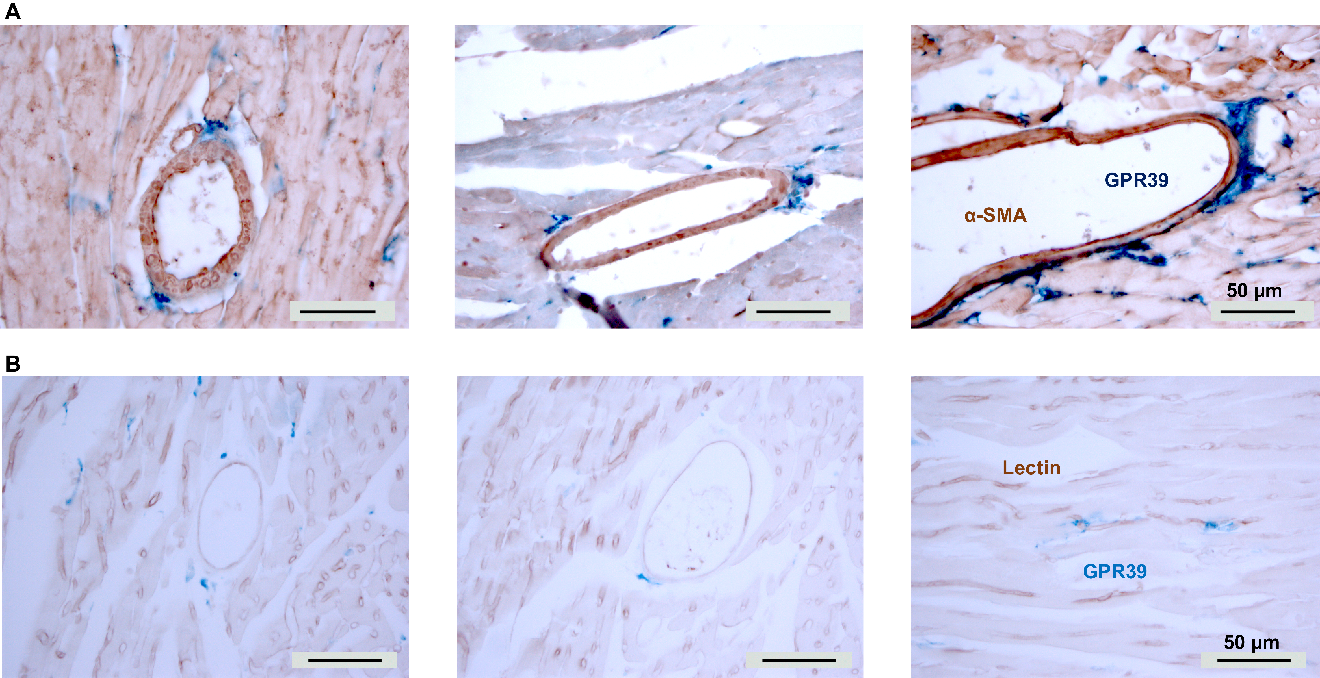 A
GPR39
α-SMA
50 µm
B
Lectin
GPR39
50 µm